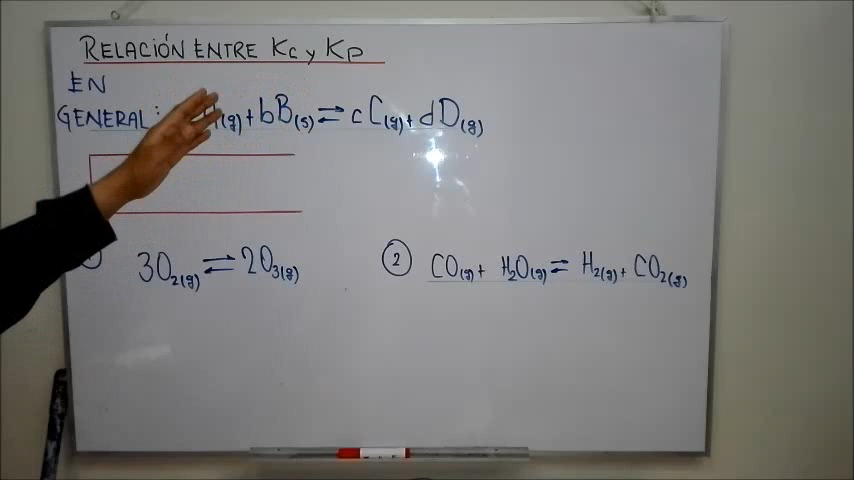 RELACIÓN ENTRE Kc y Kp
EN
GENERAL: (g) + bB(s) ⇌ cC(g) + dD(g)
3O2(g) ⇌ 2O3(g)
2 CO(g) + H2O(g) ⇌ H2(g) + CO2(g)